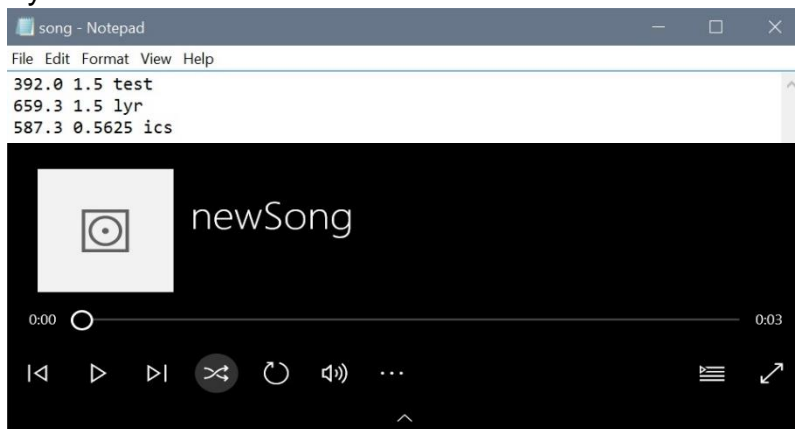 song - Notepad
File Edit Format View Help
392.0 1.5 test
659.3 1.5 lyr
587.3 0.5625 ics
newSong
0:00
0:03